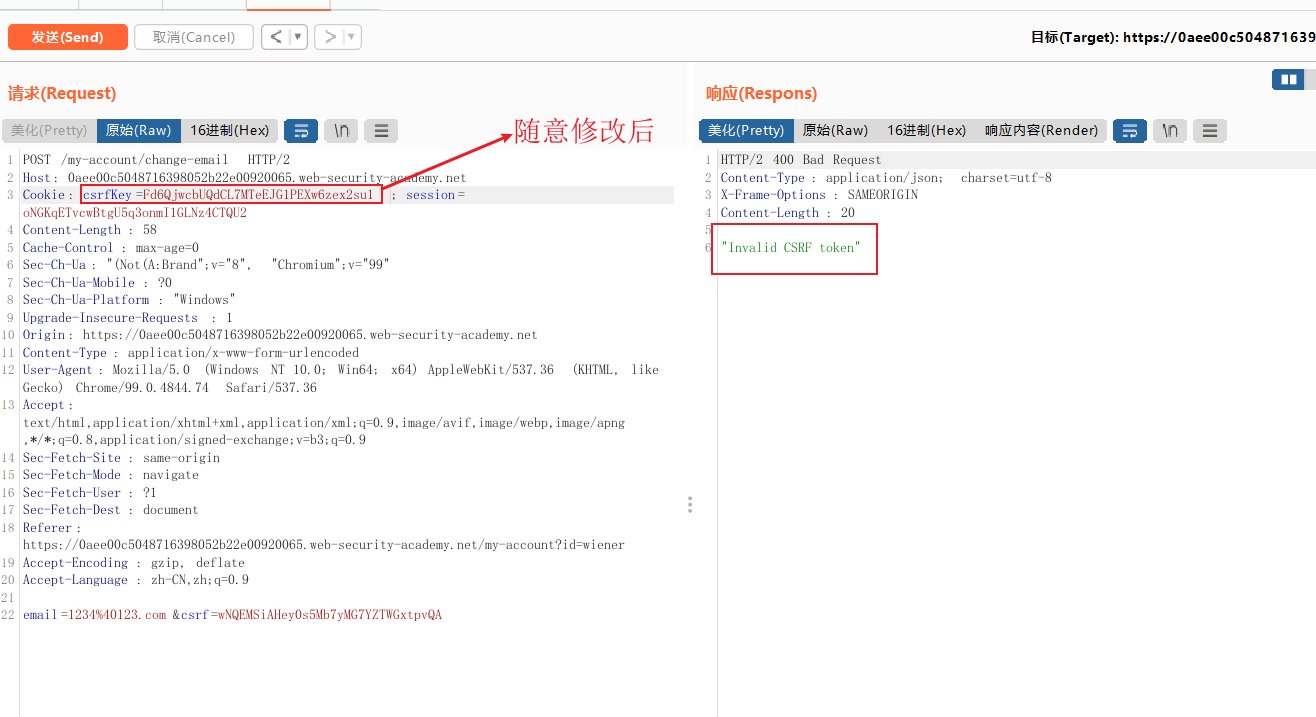 发送(Send) 取消(Cancel) < ▼ > ▼ 目标(Target): https://0aee00c504871639
请求(Request)
美化(Pretty) 原始(Raw) 16进制(Hex) \n
随意修改后
1 POST /my-account/change-email HTTP/2
2 Host: 0aee00c5048716398052b22e00920065.web-security-academy.net
3 Cookie: csrfKey=Fd6QjwcbUQdCL7MTeEJG1PEXw6zex2su1 ; session=
oNGKqETvcwBtgU5q3onmI1GLNz4CTQU2
4 Content-Length : 58
5 Cache-Control : max-age=0
6 Sec-Ch-Ua : "(Not(A:Brand";v="8", "Chromium";v="99"
7 Sec-Ch-Ua-Mobile : ?0
8 Sec-Ch-Ua-Platform : "Windows"
9 Upgrade-Insecure-Requests : 1
10 Origin: https://0aee00c5048716398052b22e00920065.web-security-academy.net
11 Content-Type : application/x-www-form-urlencoded
12 User-Agent : Mozilla/5.0 (Windows NT 10.0; Win64; x64) AppleWebKit/537.36 (KHTML, like
Gecko) Chrome/99.0.4844.74 Safari/537.36
13 Accept:
text/html,application/xhtml+xml,application/xml;q=0.9,image/avif,image/webp,image/apng
,*/*;q=0.8,application/signed-exchange;v=b3;q=0.9
14 Sec-Fetch-Site : same-origin
15 Sec-Fetch-Mode : navigate
16 Sec-Fetch-User : ?1
17 Sec-Fetch-Dest : document
18 Referer:
https://0aee00c5048716398052b22e00920065.web-security-academy.net/my-account?id=wiener
19 Accept-Encoding : gzip, deflate
20 Accept-Language : zh-CN,zh;q=0.9
21
22 email=1234%40123.com &csrf=wNQEMSiAHeyOs5Mb7yMG7YZTWGxtpvQA
响应(Respons)
美化(Pretty) 原始(Raw) 16进制(Hex) 响应内容(Render) \n
1 HTTP/2 400 Bad Request
2 Content-Type : application/json; charset=utf-8
3 X-Frame-Options : SAMEORIGIN
4 Content-Length : 20
5
6 "Invalid CSRF token"